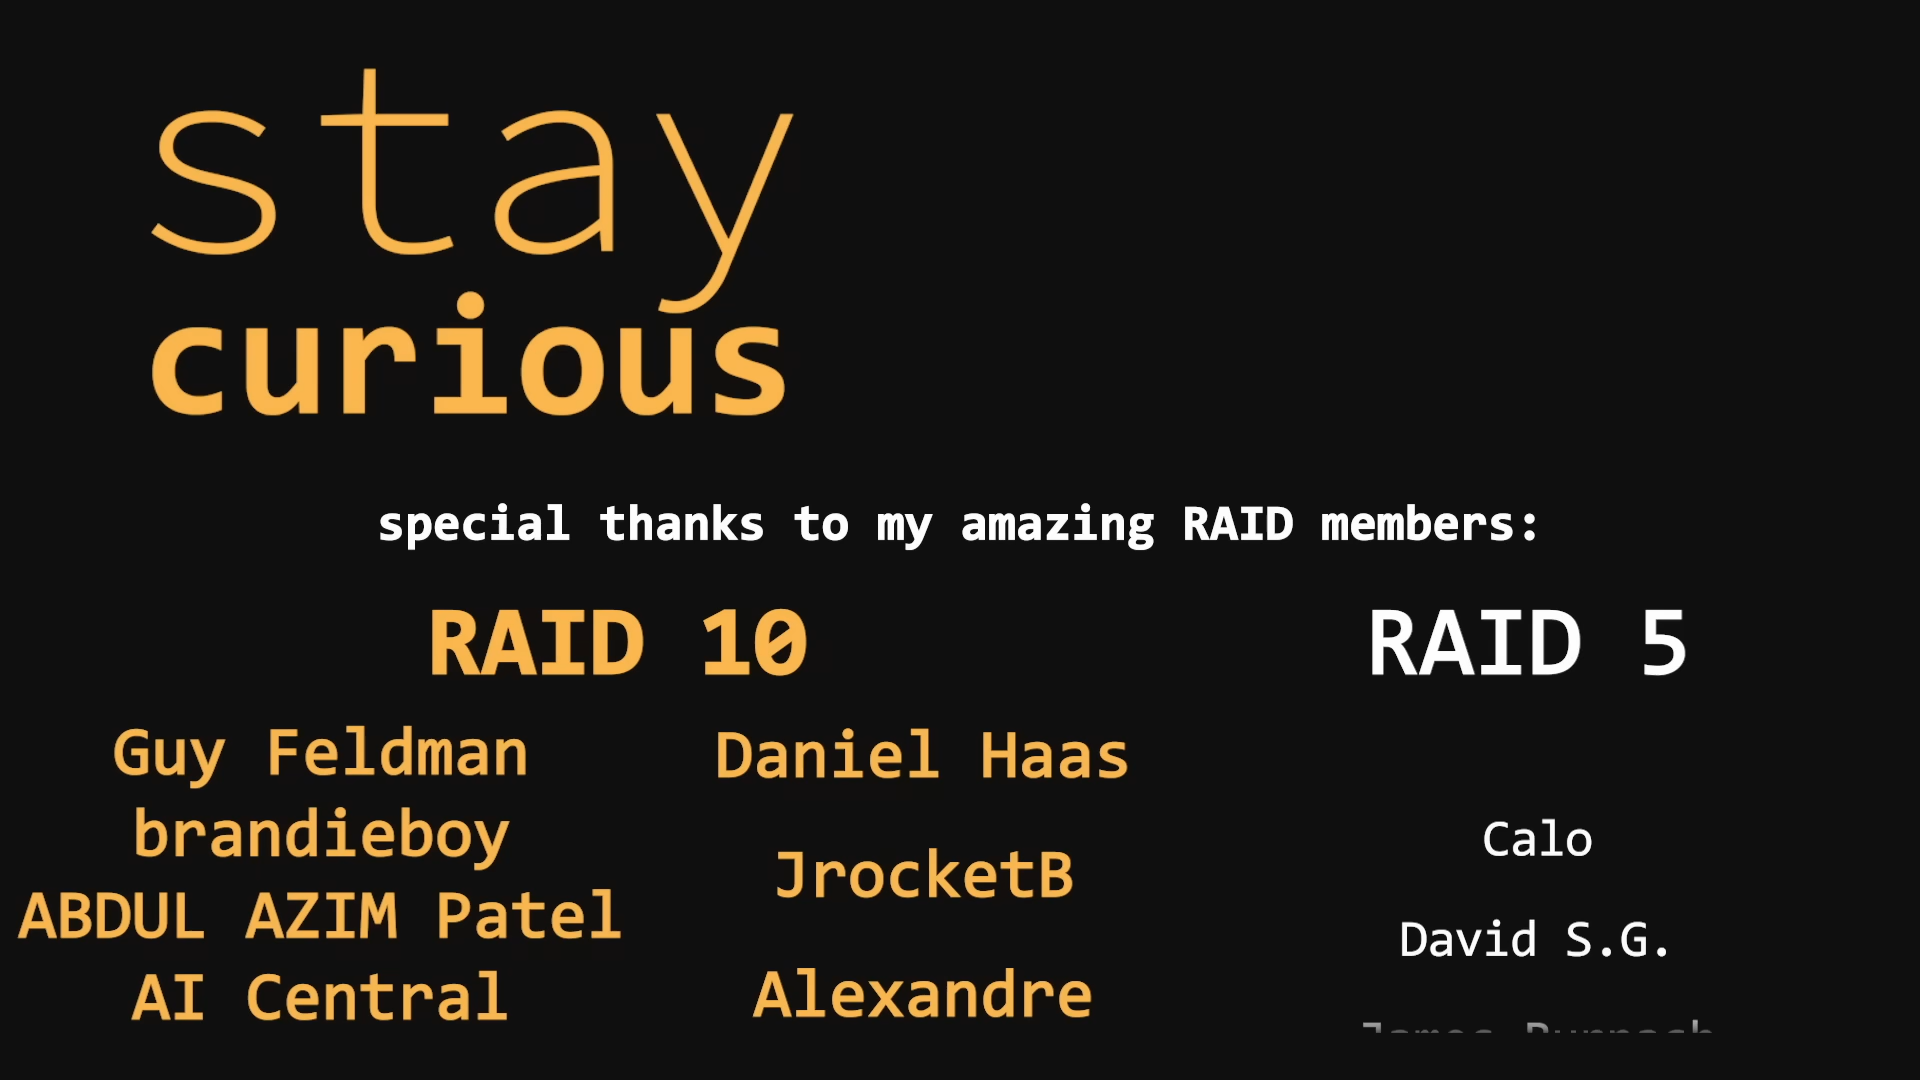 stay
curious
special thanks to my amazing RAID members:
RAID 10
Guy Feldman
brandieboy
ABDUL AZIM Patel
AI Central
Daniel Haas
JrocketB
Alexandre
RAID 5
Calo
David S.G.
James